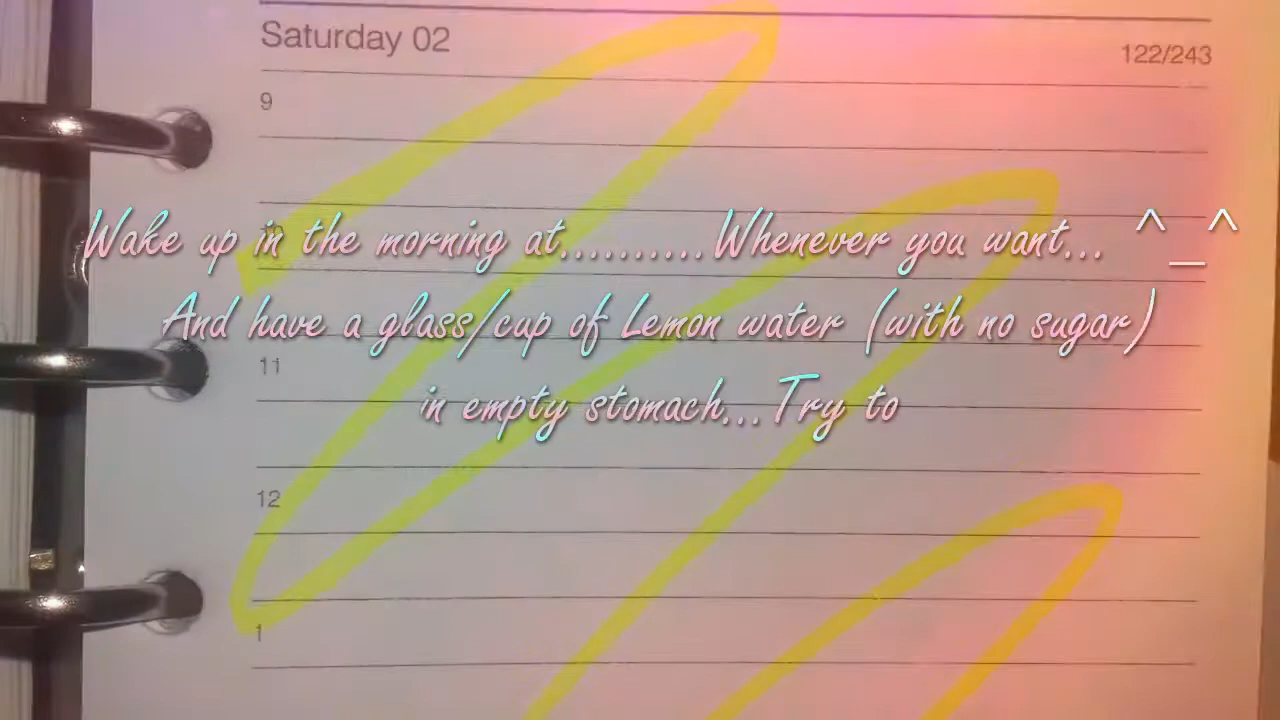 Saturday 02
122/243
9
10
Wake up in the morning at..........Whenever you want... ^_^
And have a glass/cup of Lemon water (with no sugar)
11
in empty stomach...Try to
12
1